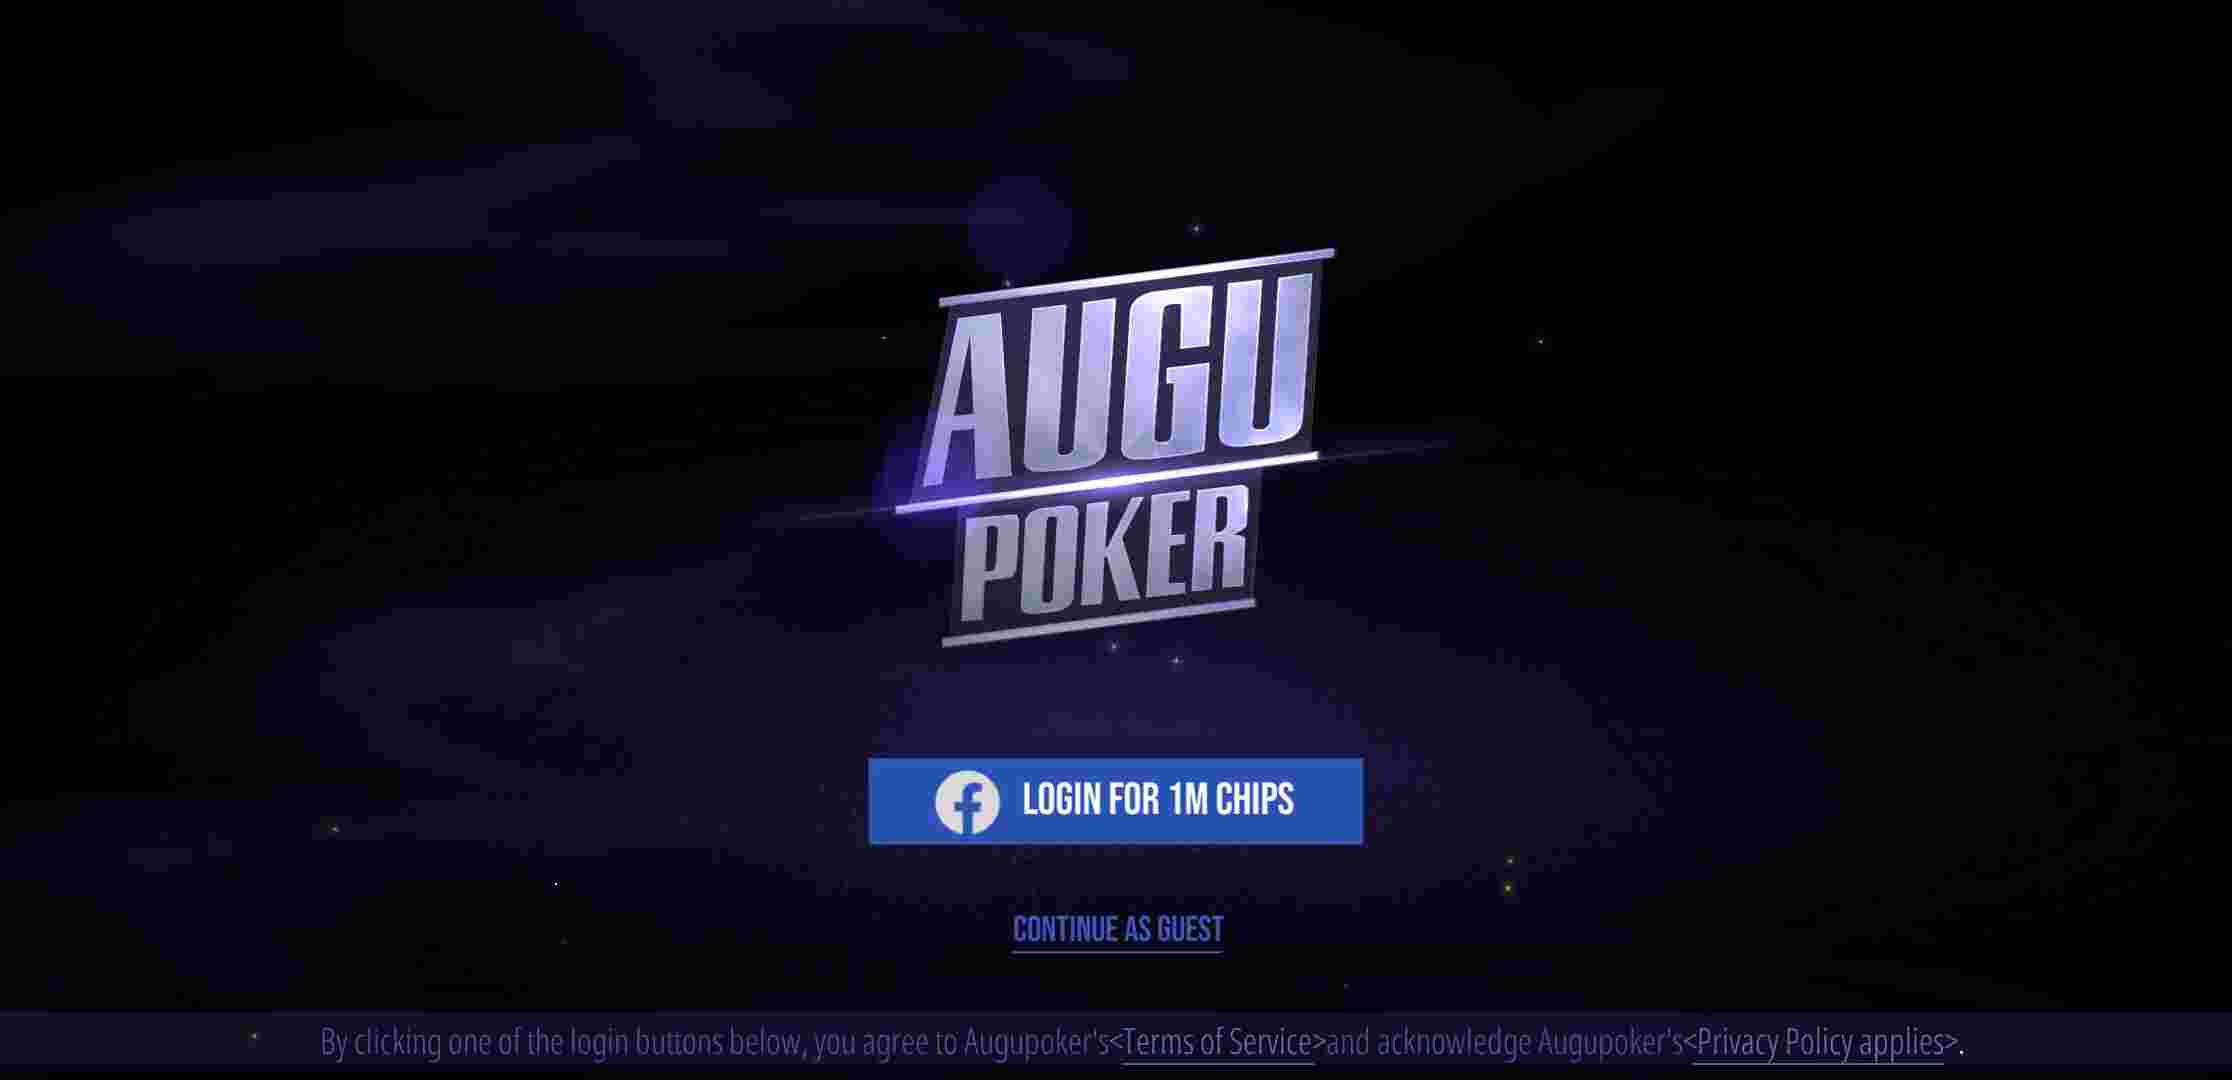 AUGU
POKER
LOGIN FOR 1M CHIPS
CONTINUE AS GUEST
By clicking one of the login buttons below, you agree to Augupoker's<Terms of Service>and acknowledge Augupoker's<Privacy Policy applies>.